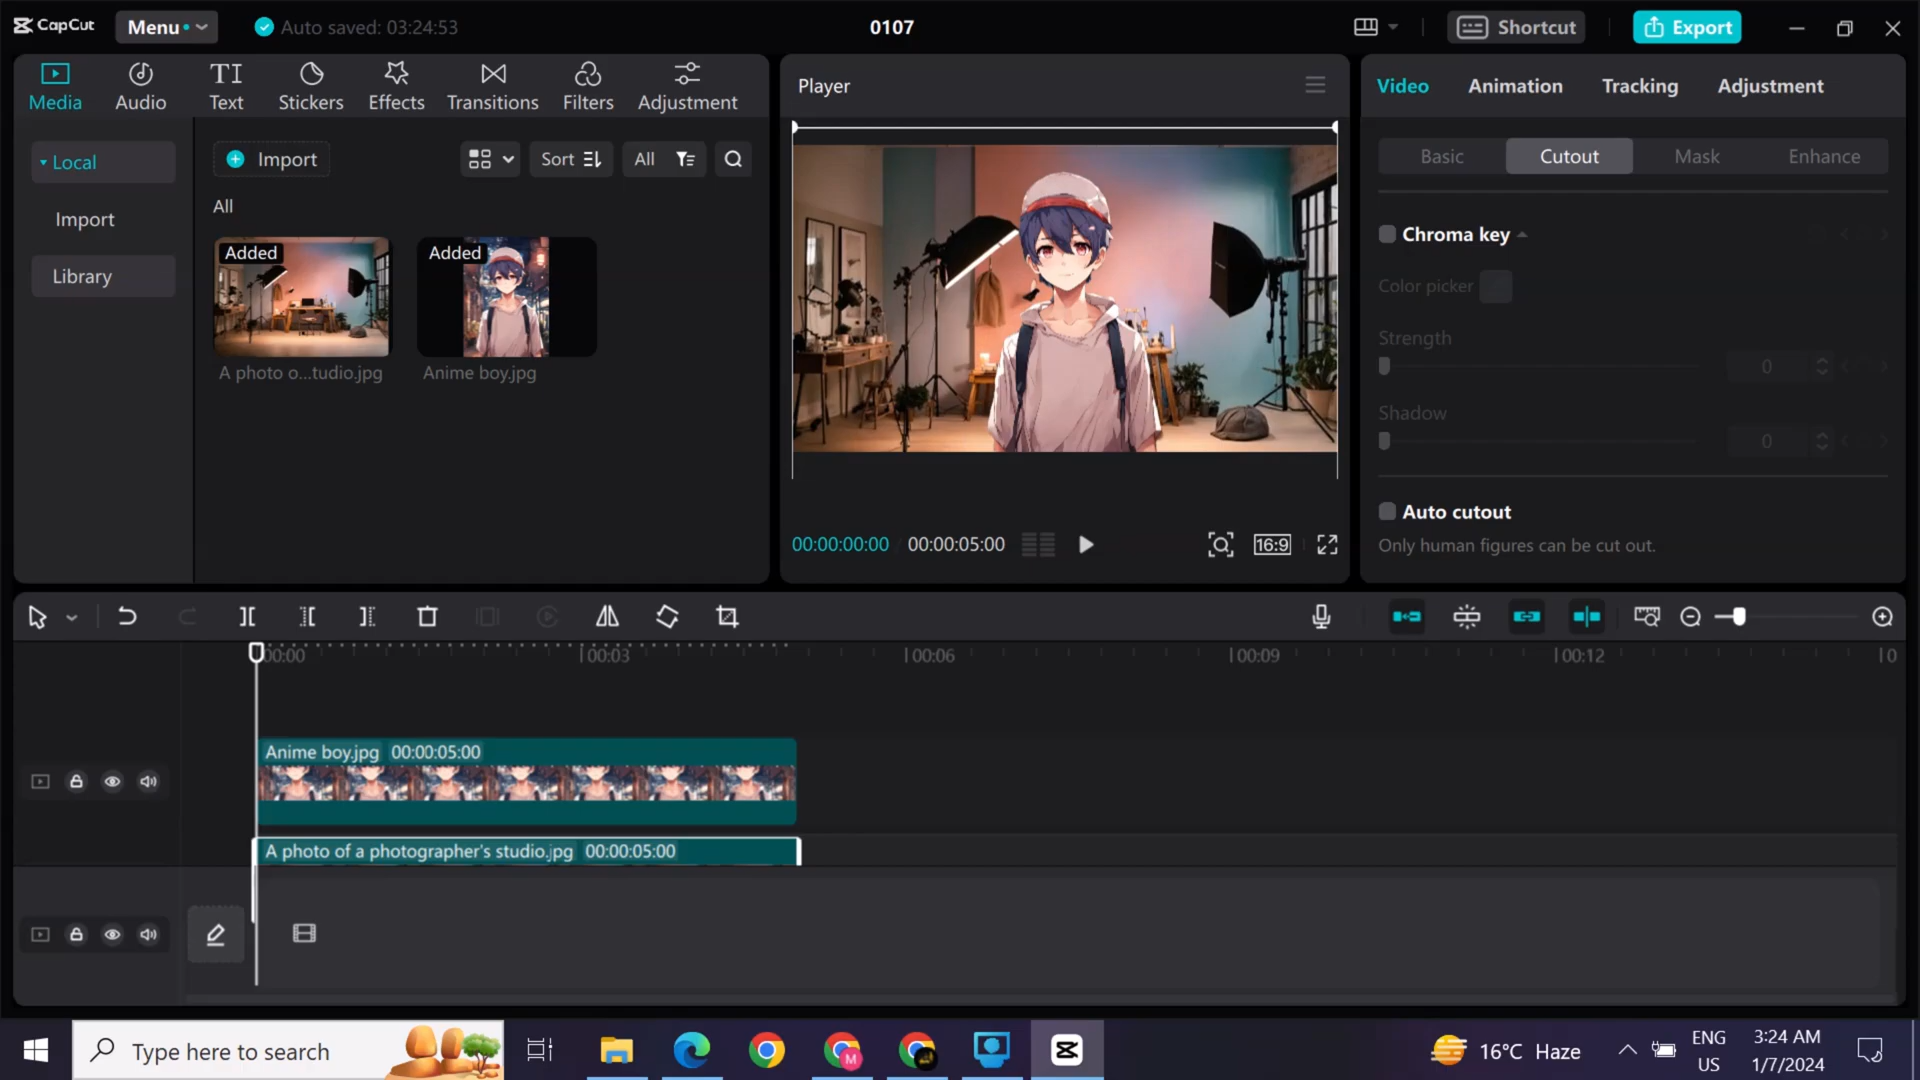 CapCut
Menu
Auto saved: 03:24:53
0107
Shortcut
Export
Media
Audio
TI
Text
Stickers
Effects
Transitions
Filters
Adjustment
Local
Import
Library
Import
Sort
All
All
Added
A photo o...tudio.jpg
Added
Anime boy.jpg
Player
00:00:00:00
00:00:05:00
16:9
Video
Animation
Tracking
Adjustment
Basic
Cutout
Mask
Enhance
Chroma key
Color picker
Strength
0
Shadow
0
Auto cutout
Only human figures can be cut out.
00:00
00:03
00:06
00:09
00:12
0
Anime boy.jpg 00:00:05:00
A photo of a photographer's studio.jpg 00:00:05:00
Type here to search
M
16°C Haze
ENG
US
3:24 AM
1/7/2024